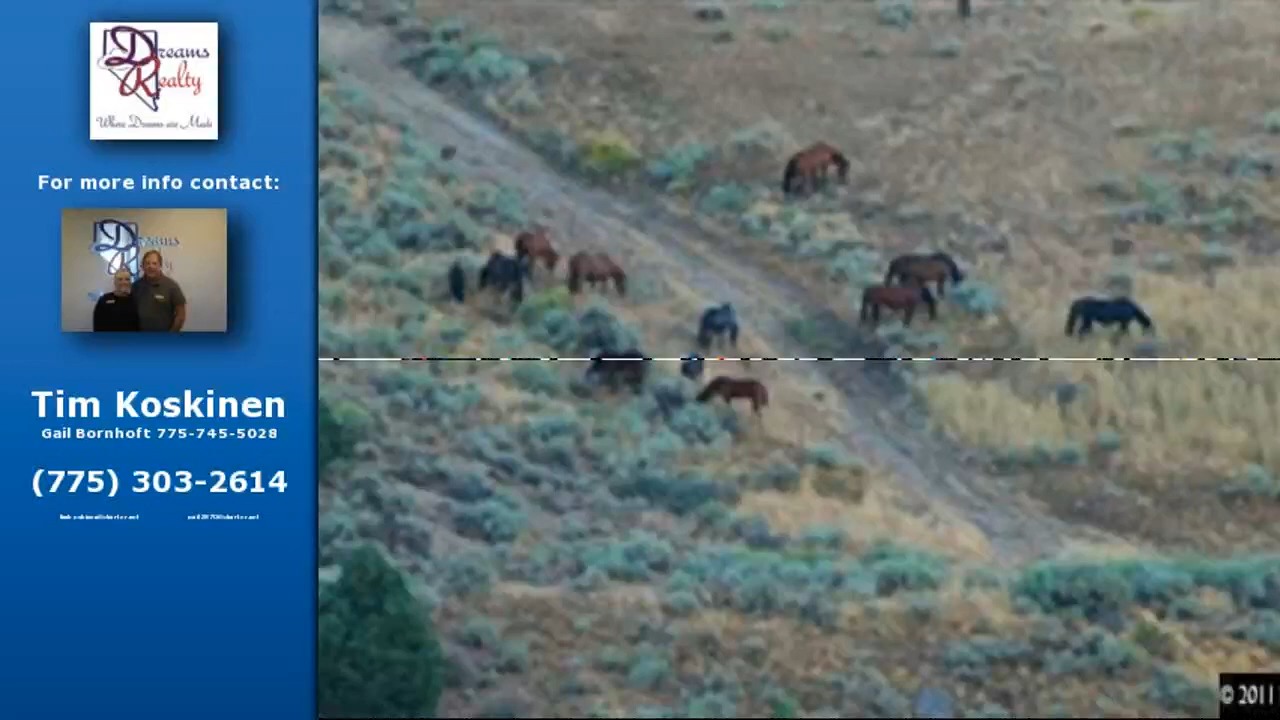 Dreams
Realty
Where Dreams are Made
For more info contact:
Dreams
Tim Koskinen
Gail Bornhoft 775-745-5028
(775) 303-2614
© 2011